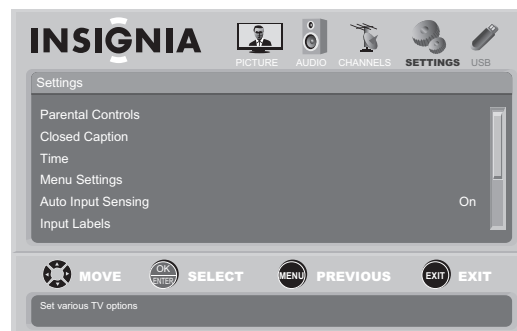 INSIGNIA
PICTURE AUDIO CHANNELS SETTINGS USB
Settings
Parental Controls
Closed Caption
Time
Menu Settings
Auto Input Sensing On
Input Labels
MOVE OK ENTER SELECT MENU PREVIOUS EXIT EXIT
Set various TV options